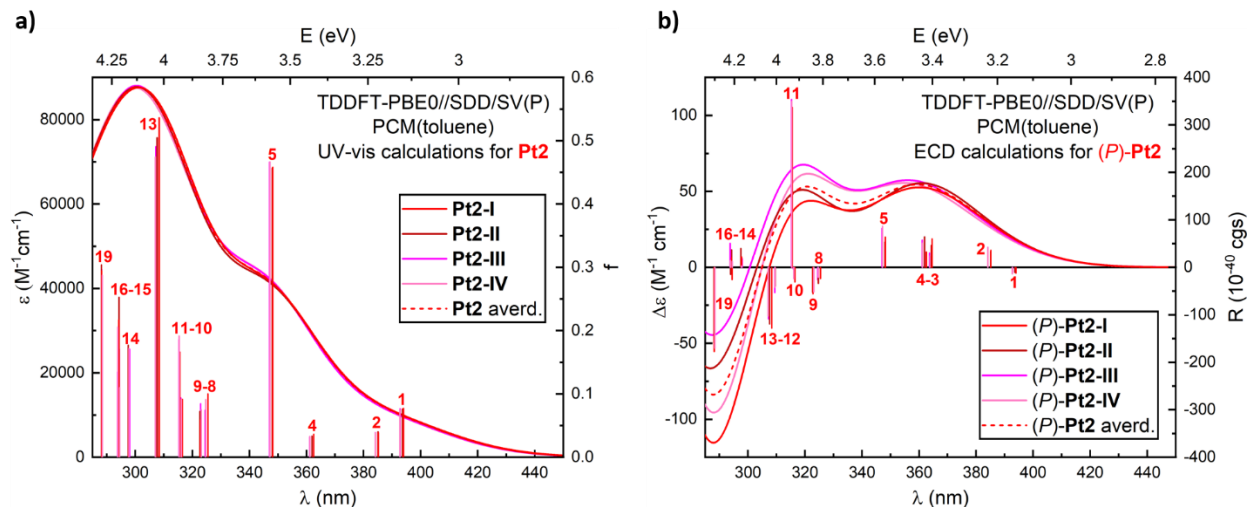 a)
E (eV)
4.25 4 3.75 3.5 3.25 3
TDDFT-PBE0//SDD/SV(P)
PCM(toluene)
UV-vis calculations for Pt2
Pt2-I
Pt2-II
Pt2-III
Pt2-IV
Pt2 averd.
19
16-15
14
13
11-10
9-8
5
4
2
1
80000
60000
40000
20000
0
ε (M⁻¹cm⁻¹)
0.6
0.5
0.4
0.3
0.2
0.1
0.0
f
300 320 340 360 380 400 420 440
λ (nm)
b)
E (eV)
4.2 4 3.8 3.6 3.4 3.2 3 2.8
TDDFT-PBE0//SDD/SV(P)
PCM(toluene)
ECD calculations for (P)-Pt2
11
16-14
5
8
4-3
2
1
10
9
19
13-12
(P)-Pt2-I
(P)-Pt2-II
(P)-Pt2-III
(P)-Pt2-IV
(P)-Pt2 averd.
100
50
0
-50
-100
Δε (M⁻¹cm⁻¹)
400
300
200
100
0
-100
-200
-300
-400
R (10⁻⁴⁰ cgs)
300 320 340 360 380 400 420 440
λ (nm)